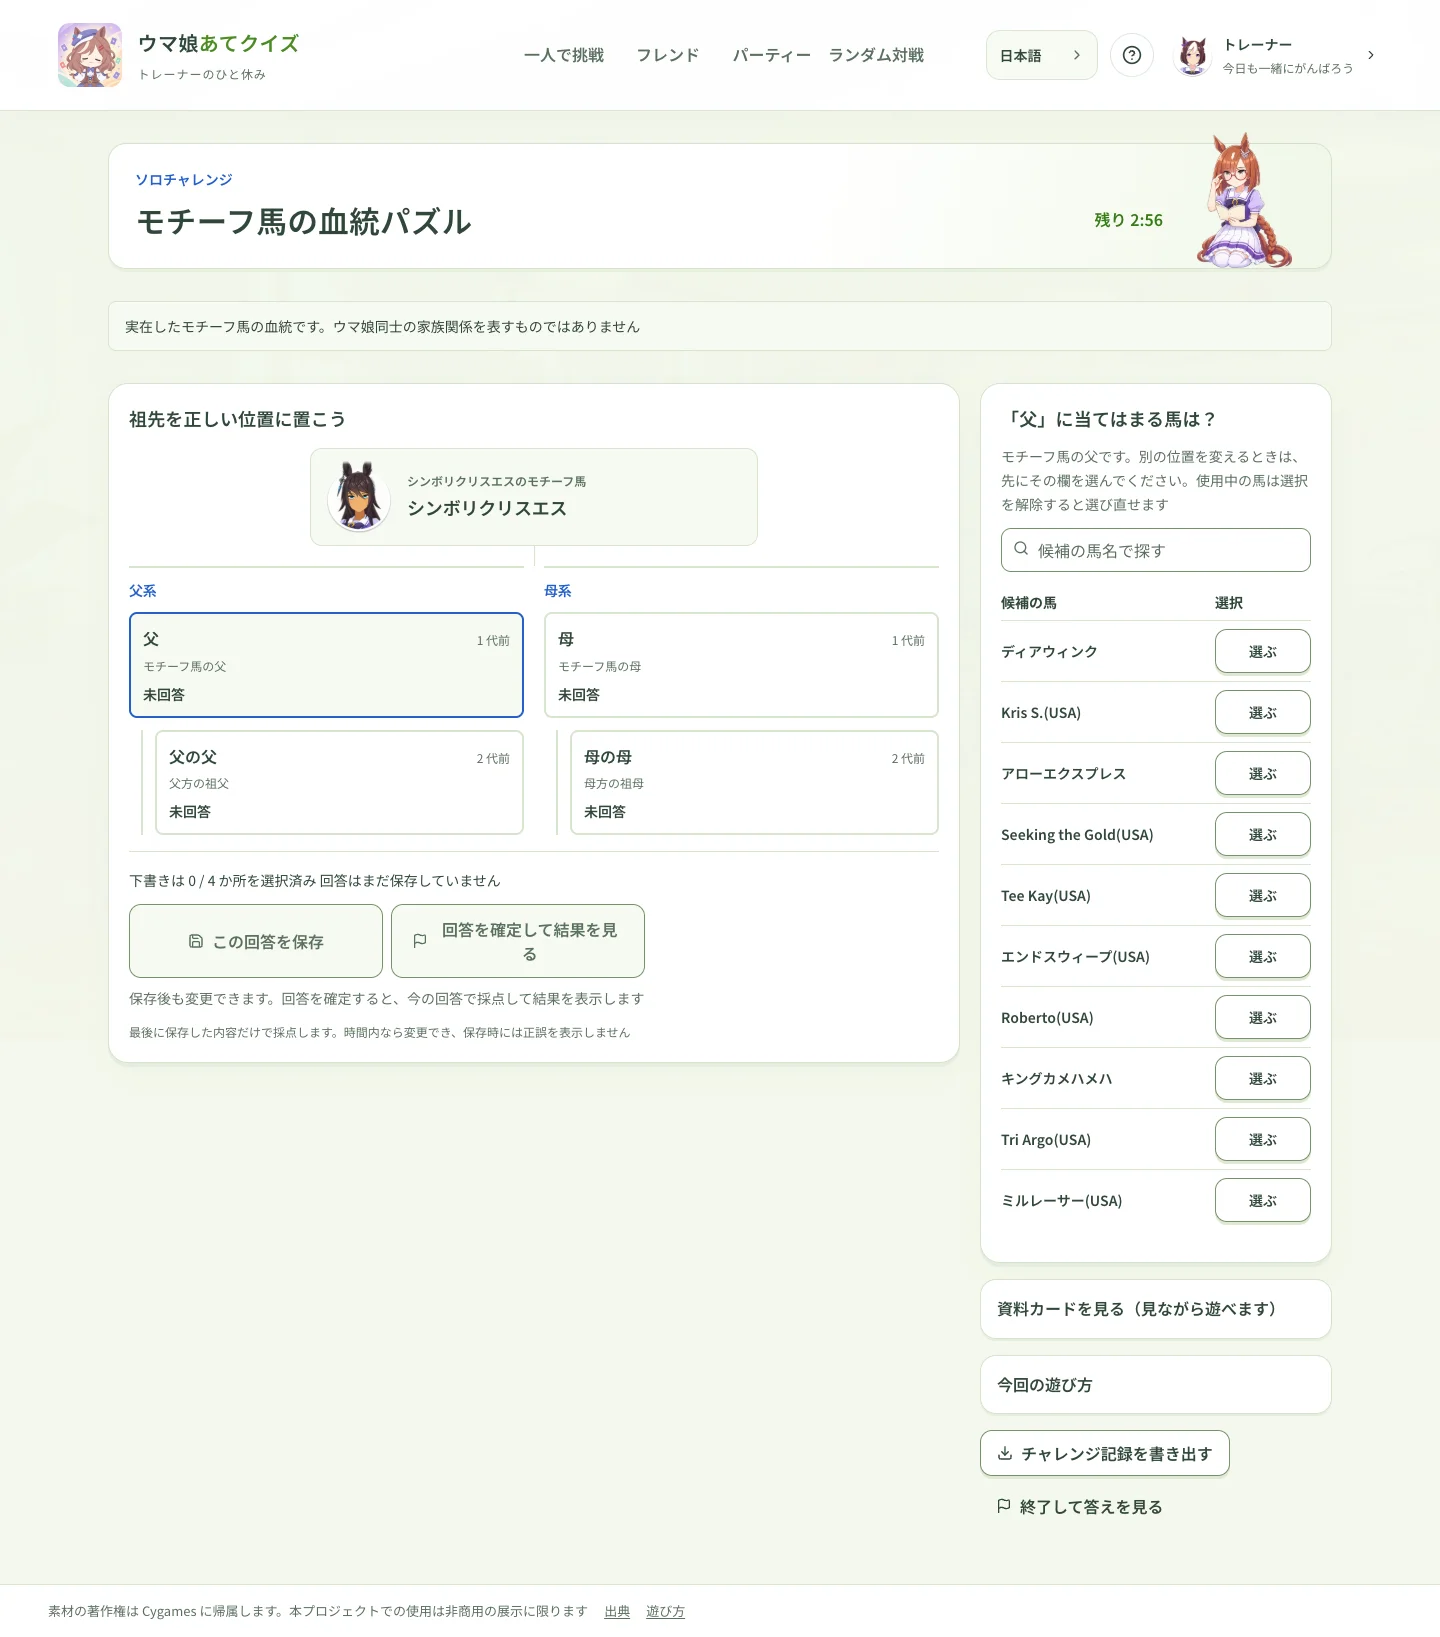 ウマ娘あてクイズ
トレーナーのひと休み
一人で挑戦
フレンド
パーティー
ランダム対戦
日本語
トレーナー
今日も一緒にがんばろう
ソロチャレンジ
モチーフ馬の血統パズル
残り 2:56
実在したモチーフ馬の血統です。ウマ娘同士の家族関係を表すものではありません
祖先を正しい位置に置こう
シンボリクリスエスのモチーフ馬
シンボリクリスエス
父系
父
1 代前
モチーフ馬の父
未回答
父の父
2 代前
父方の祖父
未回答
母系
母
1 代前
モチーフ馬の母
未回答
母の母
2 代前
母方の祖母
未回答
下書きは 0 / 4 か所を選択済み 回答はまだ保存していません
この回答を保存
回答を確定して結果を見
る
保存後も変更できます。回答を確定すると、今の回答で採点して結果を表示します
最後に保存した内容だけで採点します。時間内なら変更でき、保存時には正誤を表示しません
「父」に当てはまる馬は？
モチーフ馬の父です。別の位置を変えるときは、
先にその欄を選んでください。使用中の馬は選択
を解除すると選び直せます
候補の馬名で探す
候補の馬
選択
ディアウィンク
選ぶ
Kris S.(USA)
選ぶ
アローエクスプレス
選ぶ
Seeking the Gold(USA)
選ぶ
Tee Kay(USA)
選ぶ
エンドスウィープ(USA)
選ぶ
Roberto(USA)
選ぶ
キングカメハメハ
選ぶ
Tri Argo(USA)
選ぶ
ミルレーサー(USA)
選ぶ
資料カードを見る（見ながら遊べます）
今回の遊び方
チャレンジ記録を書き出す
終了して答えを見る
素材の著作権は Cygames に帰属します。本プロジェクトでの使用は非商用の展示に限ります
出典
遊び方